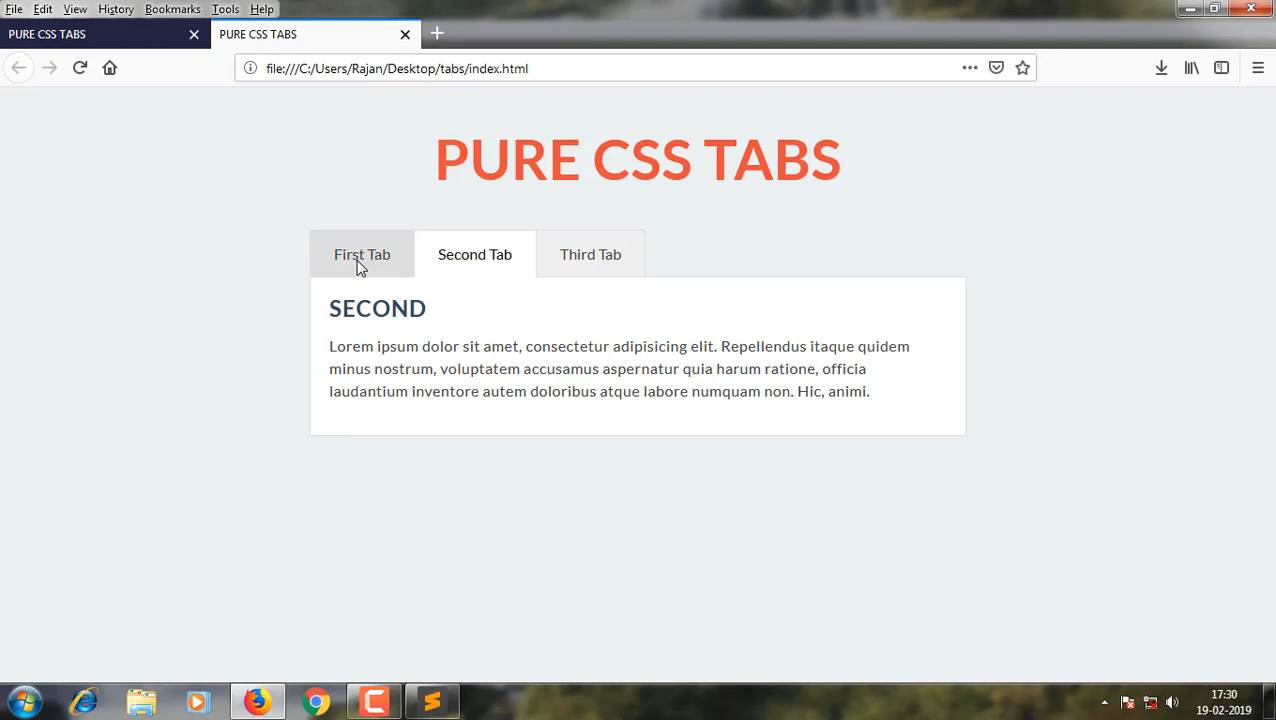 File Edit View History Bookmarks Tools Help
PURE CSS TABS PURE CSS TABS
file:///C:/Users/Rajan/Desktop/tabs/index.html
PURE CSS TABS
First Tab Second Tab Third Tab
SECOND
Lorem ipsum dolor sit amet, consectetur adipisicing elit. Repellendus itaque quidem
minus nostrum, voluptatem accusamus aspernatur quia harum ratione, officia
laudantium inventore autem doloribus atque labore numquam non. Hic, animi.
17:30
19-02-2019